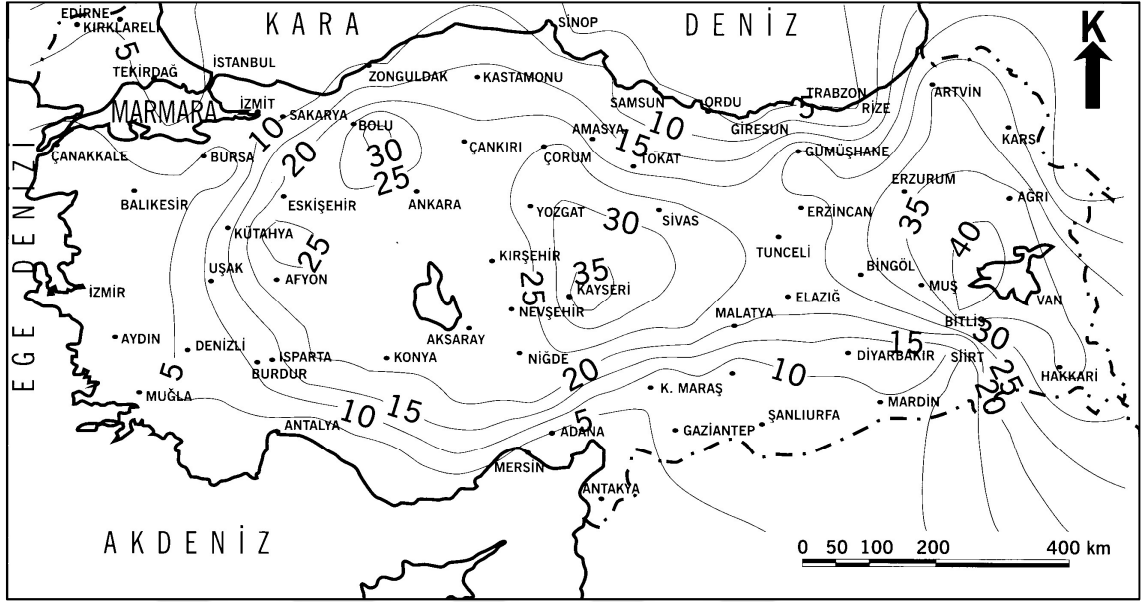 EDİRNE
KIRKLARELİ
5
TEKİRDAĞ
İSTANBUL
KARA DENİZ
SİNOP
K
ZONGULDAK
KASTAMONU
MARMARA
İZMİT
SAKARYA
10
BOLU
SAMSUN
ORDU
TRABZON
RİZE
5
ARTVİN
10
GİRESUN
AMASYA
15
TOKAT
KARS
ÇANAKKALE
BURSA
20
30
25
ÇANKIRI
ÇORUM
GÜMÜŞHANE
BALIKESİR
ESKİŞEHİR
ANKARA
YOZGAT
30
SİVAS
ERZİNCAN
ERZURUM
35
AĞRI
EGE DENİZİ
KÜTAHYA
25
KIRŞEHİR
TUNCELİ
40
UŞAK
AFYON
35
KAYSERİ
25
BİNGÖL
MUŞ
VAN
İZMİR
NEVŞEHİR
ELAZIĞ
MALATYA
BİTLİS
30
AYDIN
DENİZLİ
AKSARAY
ISPARTA
BURDUR
KONYA
NİĞDE
20
15
DİYARBAKIR
SİİRT
HAKKARİ
25
20
5
MUĞLA
10
15
K. MARAŞ
10
MARDİN
ANTALYA
ADANA
5
GAZİANTEP
ŞANLIURFA
MERSİN
ANTAKYA
AKDENİZ
0 50 100 200 400 km